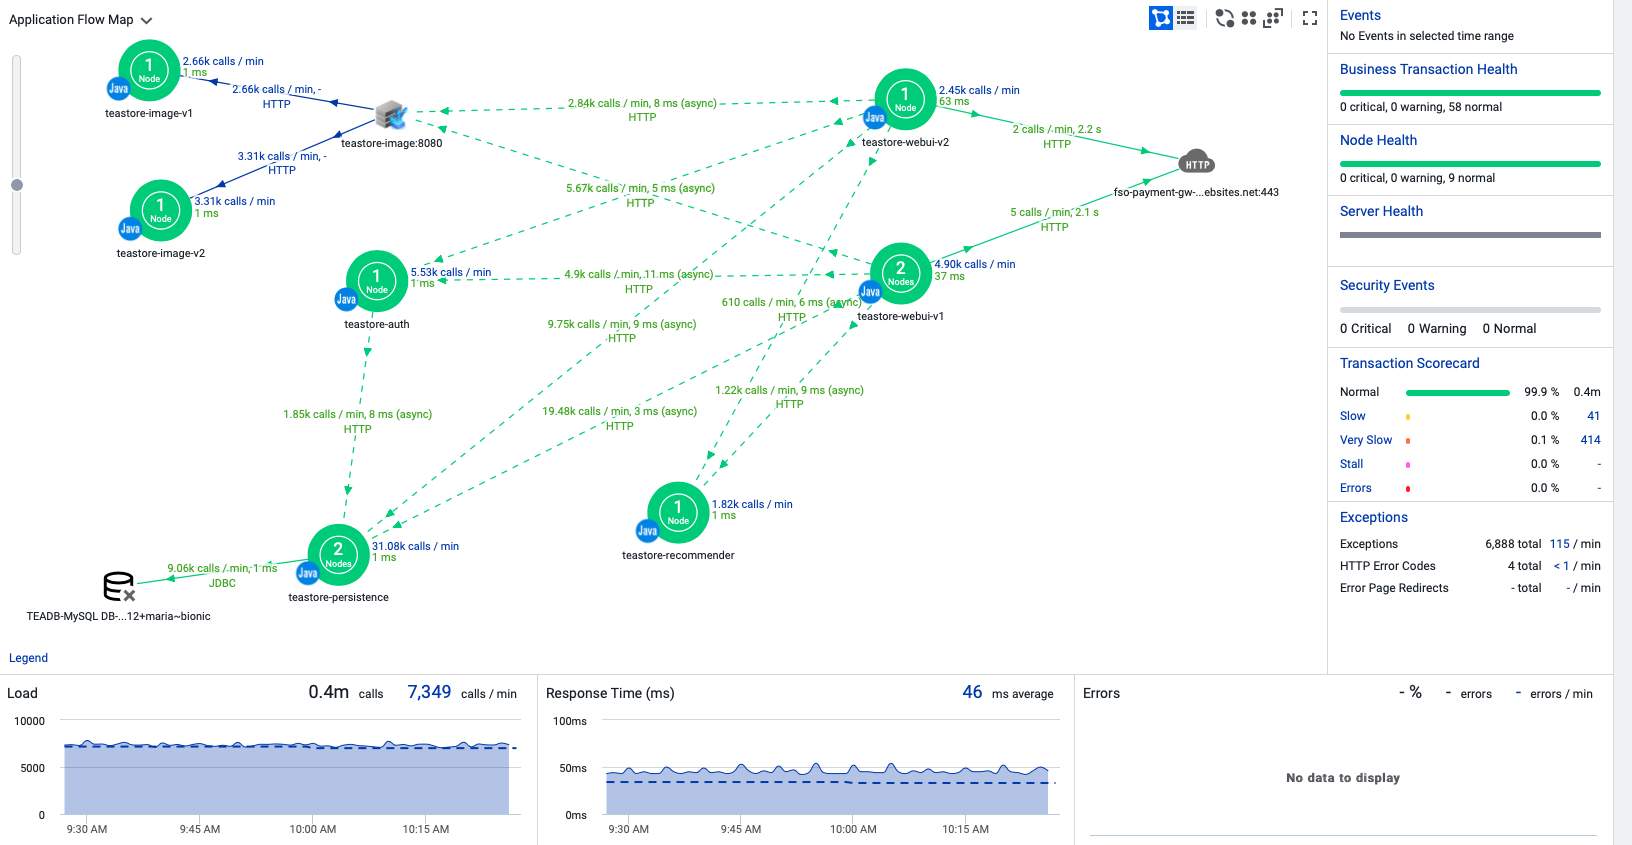 Application Flow Map
1
Node
Java
2.66k calls / min
1 ms
teastore-image-v1
2.66k calls / min, -
HTTP
teastore-image:8080
3.31k calls / min, -
HTTP
1
Node
Java
3.31k calls / min
1 ms
teastore-image-v2
2.84k calls / min, 8 ms (async)
HTTP
1
Node
Java
2.45k calls / min
63 ms
teastore-webui-v2
2 calls / min, 2.2 s
HTTP
HTTP
fso-payment-gw-...ebsites.net:443
5 calls / min, 2.1 s
HTTP
5.67k calls / min, 5 ms (async)
HTTP
1
Node
Java
5.53k calls / min
1 ms
teastore-auth
4.9k calls / min, 11 ms (async)
HTTP
2
Nodes
Java
4.90k calls / min
37 ms
teastore-webui-v1
610 calls / min, 6 ms (async)
HTTP
9.75k calls / min, 9 ms (async)
HTTP
1.22k calls / min, 9 ms (async)
HTTP
1.85k calls / min, 8 ms (async)
HTTP
19.48k calls / min, 3 ms (async)
HTTP
1
Node
Java
1.82k calls / min
1 ms
teastore-recommender
2
Nodes
Java
31.08k calls / min
1 ms
teastore-persistence
9.06k calls / min, 1 ms
JDBC
TEADB-MySQL DB-...12+maria~bionic
Legend
Events
No Events in selected time range
Business Transaction Health
0 critical, 0 warning, 58 normal
Node Health
0 critical, 0 warning, 9 normal
Server Health
Security Events
0 Critical 0 Warning 0 Normal
Transaction Scorecard
Normal 99.9 % 0.4m
Slow 0.0 % 41
Very Slow 0.1 % 414
Stall 0.0 % -
Errors 0.0 % -
Exceptions
Exceptions 6,888 total 115 / min
HTTP Error Codes 4 total < 1 / min
Error Page Redirects - total - / min
Load 0.4m calls 7,349 calls / min
10000
5000
0
9:30 AM 9:45 AM 10:00 AM 10:15 AM
Response Time (ms) 46 ms average
100ms
50ms
0ms
9:30 AM 9:45 AM 10:00 AM 10:15 AM
Errors - % - errors - errors / min
No data to display